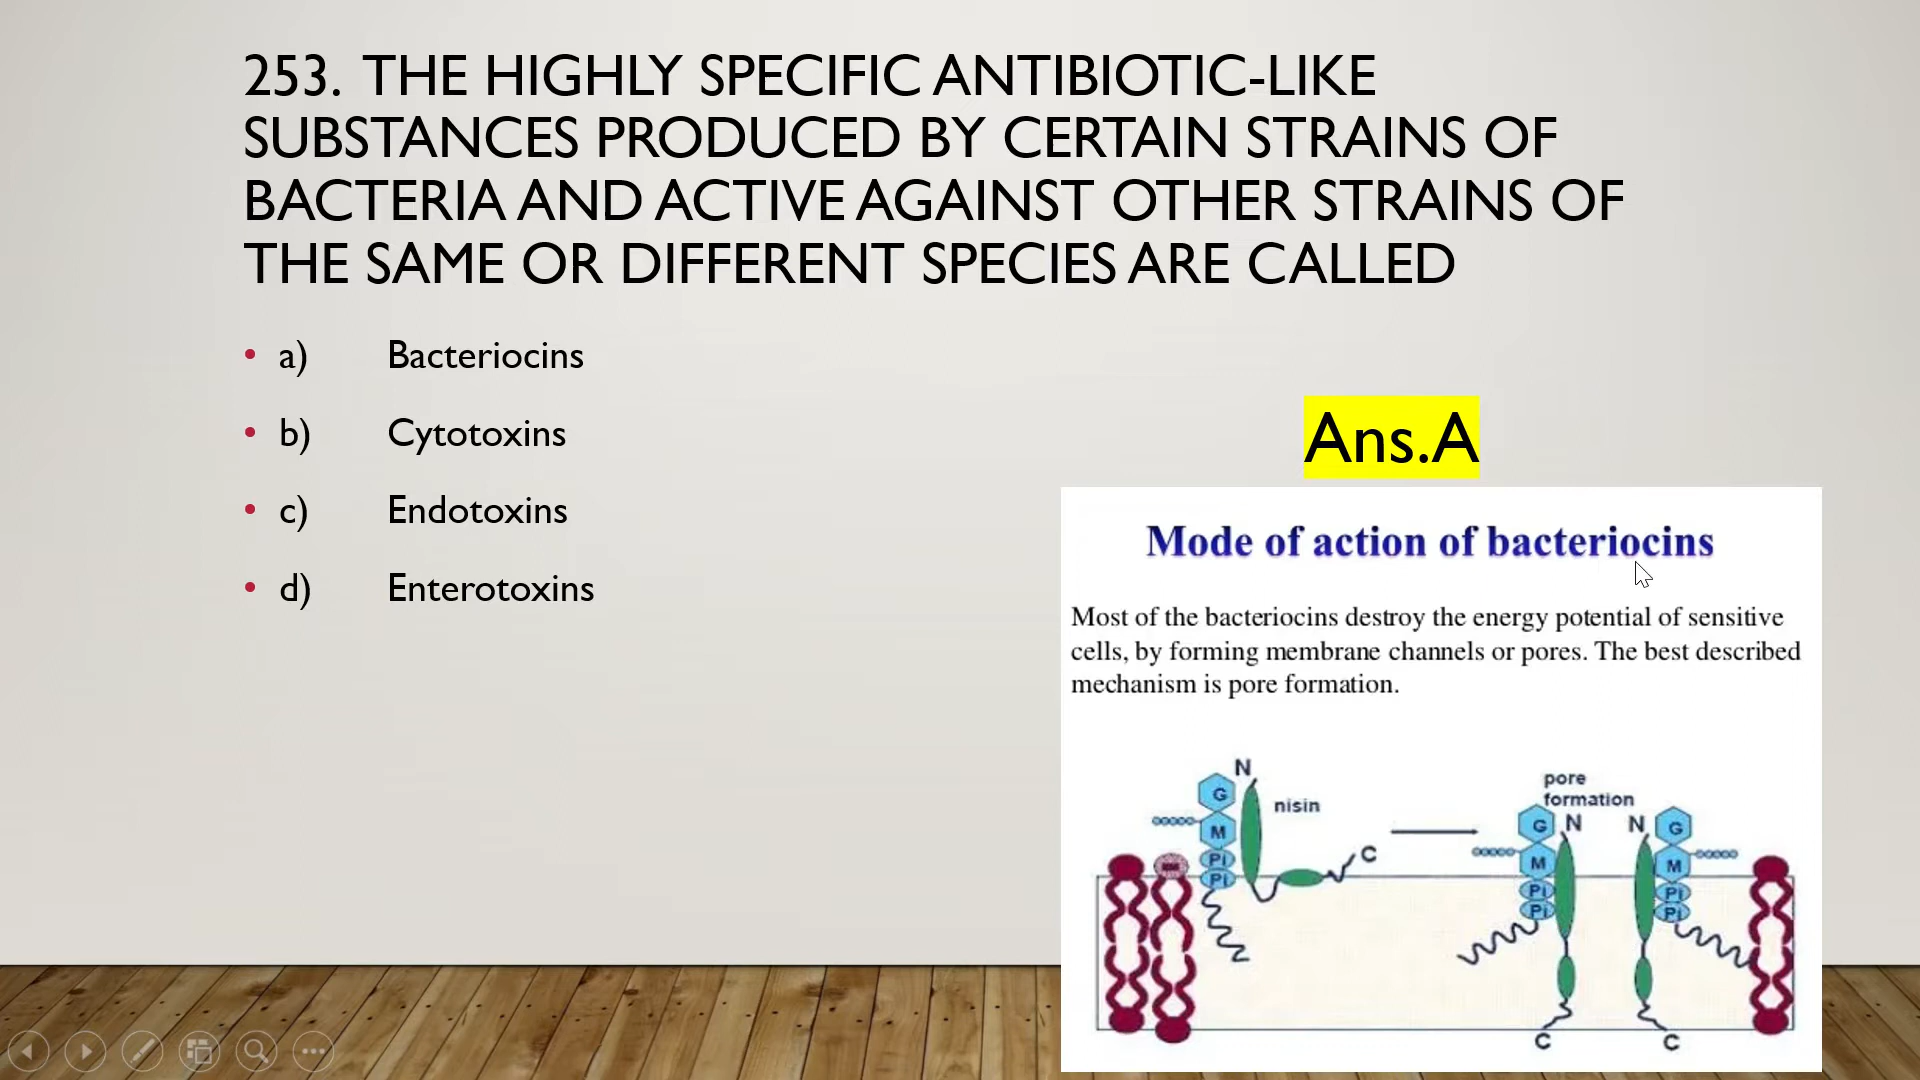 253. THE HIGHLY SPECIFIC ANTIBIOTIC-LIKE
SUBSTANCES PRODUCED BY CERTAIN STRAINS OF
BACTERIA AND ACTIVE AGAINST OTHER STRAINS OF
THE SAME OR DIFFERENT SPECIES ARE CALLED
• a) Bacteriocins
• b) Cytotoxins
• c) Endotoxins
• d) Enterotoxins
Ans.A
Mode of action of bacteriocins
Most of the bacteriocins destroy the energy potential of sensitive
cells, by forming membrane channels or pores. The best described
mechanism is pore formation.
N
G
nisin
M
Pi
Pi
C
pore
formation
G N N G
M M
Pi Pi
Pi Pi
C C